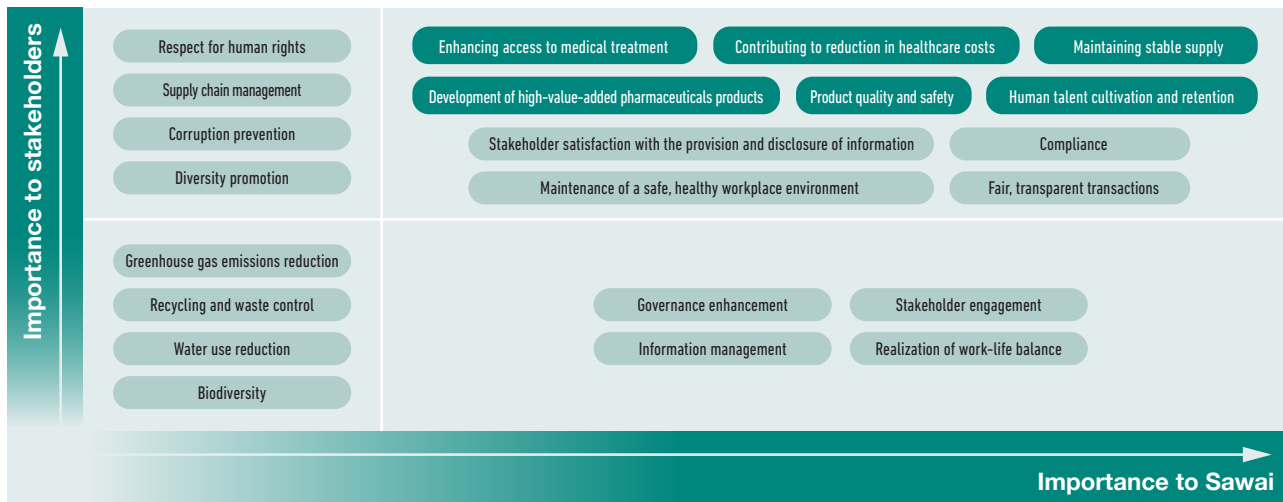 Importance to stakeholders
Respect for human rights
Supply chain management
Corruption prevention
Diversity promotion
Enhancing access to medical treatment
Contributing to reduction in healthcare costs
Maintaining stable supply
Development of high-value-added pharmaceuticals products
Product quality and safety
Human talent cultivation and retention
Stakeholder satisfaction with the provision and disclosure of information
Compliance
Maintenance of a safe, healthy workplace environment
Fair, transparent transactions
Greenhouse gas emissions reduction
Recycling and waste control
Water use reduction
Biodiversity
Governance enhancement
Stakeholder engagement
Information management
Realization of work-life balance
Importance to Sawai